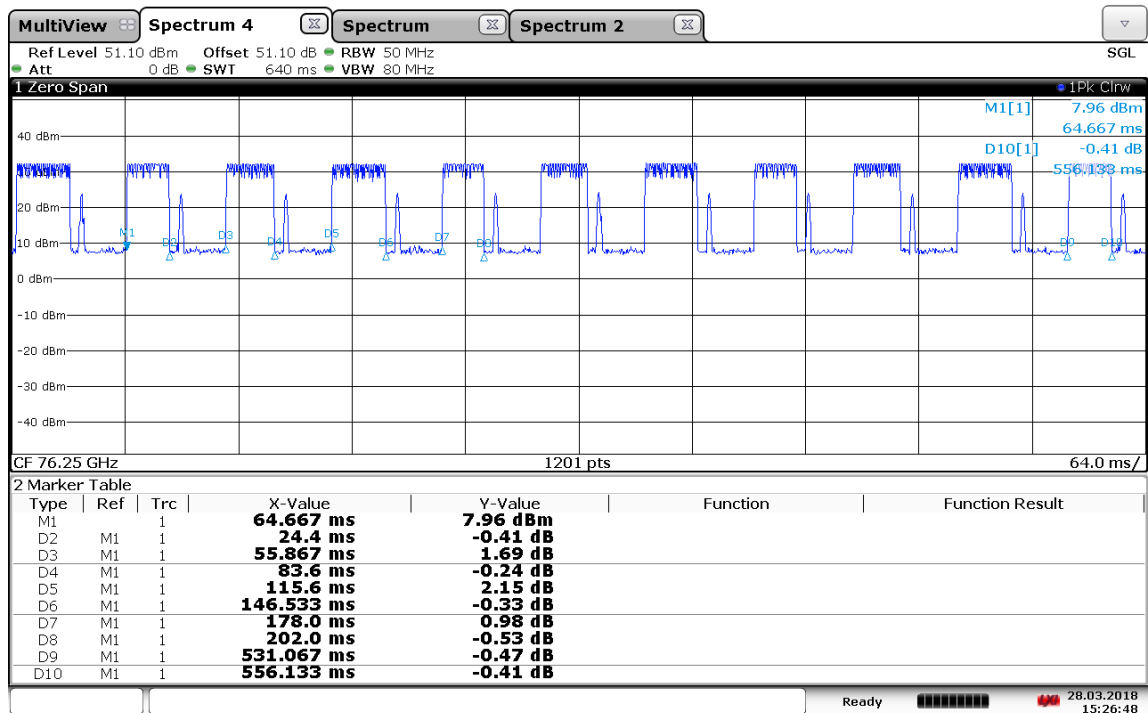 MultiView Spectrum 4 Spectrum Spectrum 2
Ref Level 51.10 dBm Offset 51.10 dB RBW 50 MHz SGL
Att 0 dB SWT 640 ms VBW 80 MHz
1 Zero Span 1Pk Clrw
M1[1] 7.96 dBm
64.667 ms
40 dBm
D10[1] -0.41 dB
556.133 ms
20 dBm
M1 D2 D3 D4 D5 D6 D7 D8 D9 D10
10 dBm
0 dBm
-10 dBm
-20 dBm
-30 dBm
-40 dBm
CF 76.25 GHz 1201 pts 64.0 ms/
2 Marker Table
Type Ref Trc X-Value Y-Value Function Function Result
M1 1 64.667 ms 7.96 dBm
D2 M1 1 24.4 ms -0.41 dB
D3 M1 1 55.867 ms 1.69 dB
D4 M1 1 83.6 ms -0.24 dB
D5 M1 1 115.6 ms 2.15 dB
D6 M1 1 146.533 ms -0.33 dB
D7 M1 1 178.0 ms 0.98 dB
D8 M1 1 202.0 ms -0.53 dB
D9 M1 1 531.067 ms -0.47 dB
D10 M1 1 556.133 ms -0.41 dB
Ready 28.03.2018
15:26:48